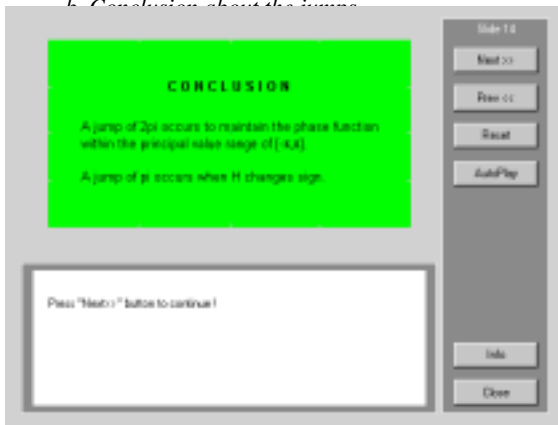 b. Conclusion about the jumps
Slide 14
CONCLUSION
A jump of 2pi occurs to maintain the phase function
within the principal value range of [-π,π].
A jump of pi occurs when H changes sign.
Next >>
Prev <<
Reset
AutoPlay
Press "Next>>" button to continue!
Info
Close